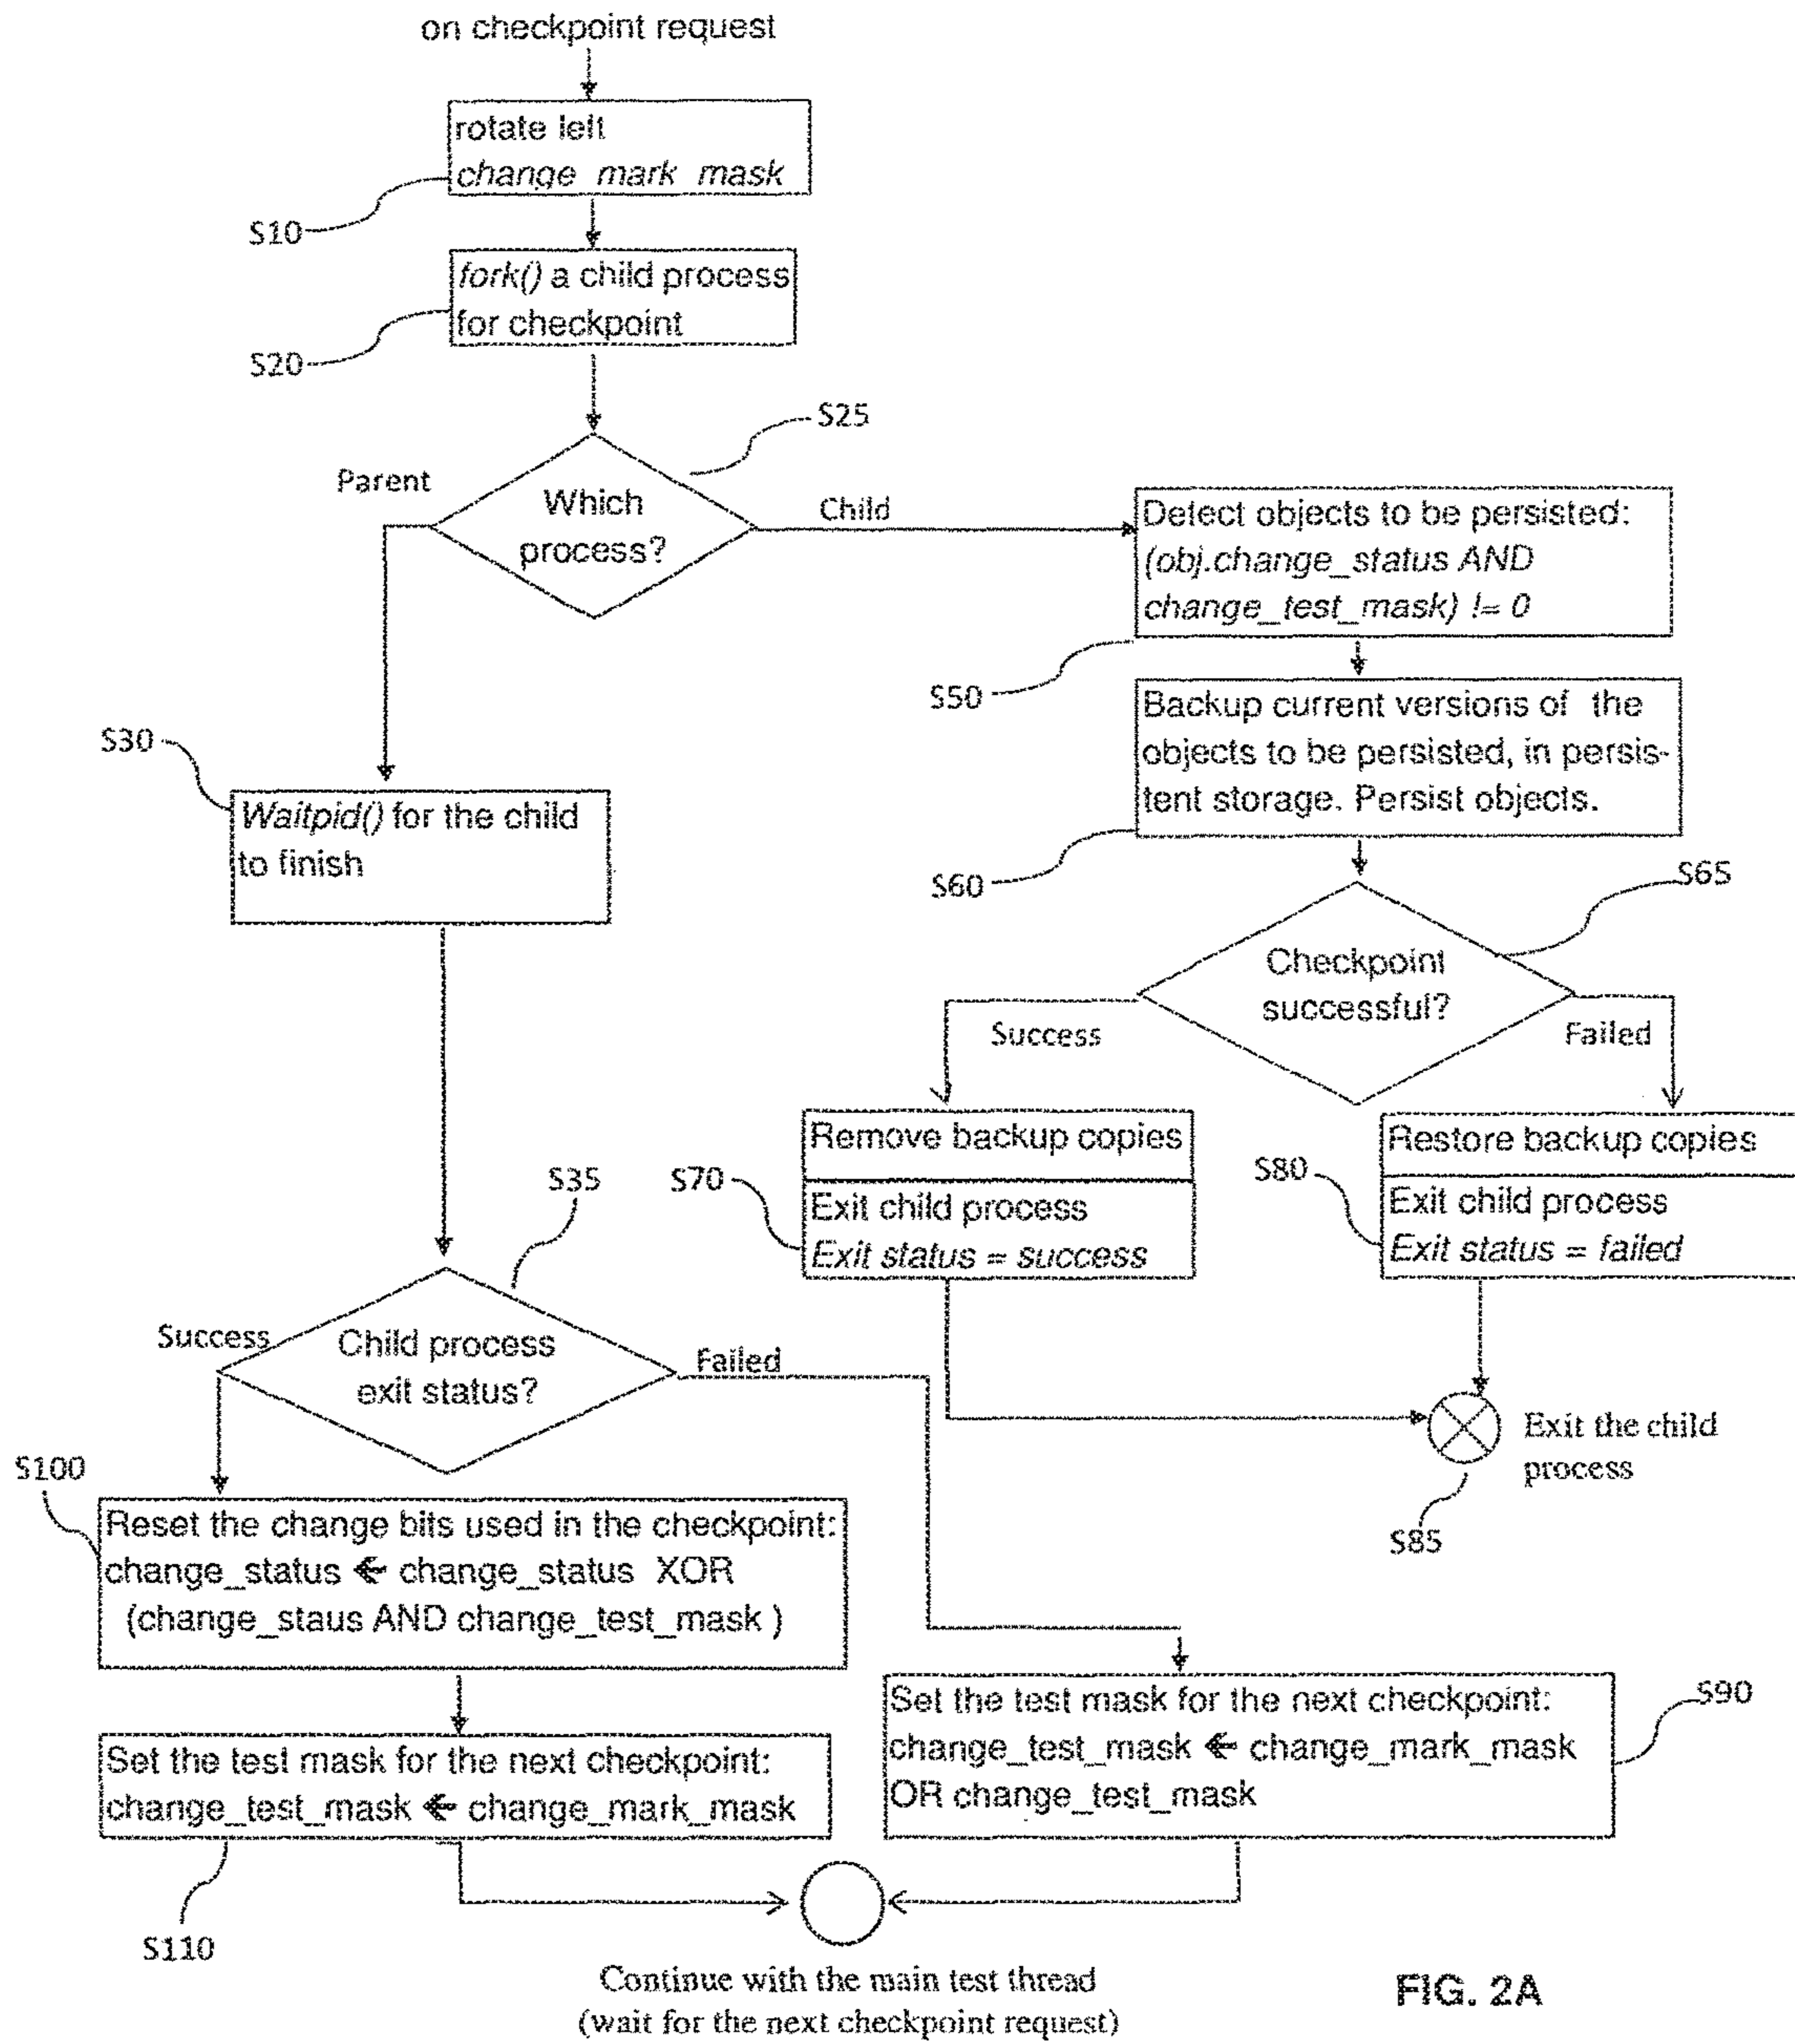 on checkpoint request
rotate left
change_mark_mask
S10
fork() a child process
for checkpoint
S20
S25
Parent
Which
process?
Child
Detect objects to be persisted:
(obj.change_status AND
change_test_mask) != 0
S50
Backup current versions of the
objects to be persisted, in persis-
tent storage. Persist objects.
S60
S30
Waitpid() for the child
to finish
S65
Checkpoint
successful?
Success
Failed
Remove backup copies
Exit child process
Exit status = success
S70
Restore backup copies
Exit child process
Exit status = failed
S80
S35
Success
Child process
exit status?
Failed
Exit the child
process
S85
S100
Reset the change bits used in the checkpoint:
change_status ← change_status XOR
(change_staus AND change_test_mask )
Set the test mask for the next checkpoint:
change_test_mask ← change_mark_mask
S110
Set the test mask for the next checkpoint:
change_test_mask ← change_mark_mask
OR change_test_mask
S90
Continue with the main test thread
(wait for the next checkpoint request)
FIG. 2A